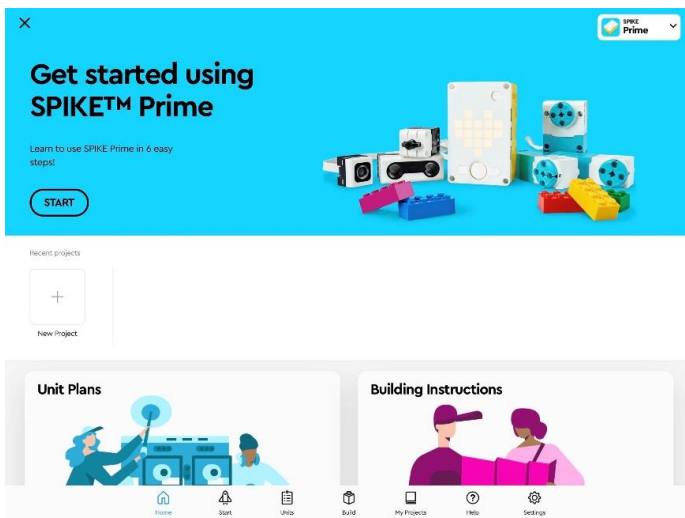 SPIKE
Prime
Get started using
SPIKE™ Prime
Learn to use SPIKE Prime in 6 easy
steps!
START
Recent projects
New Project
Unit Plans
Building Instructions
Home
Start
Units
Build
My Projects
Help
Settings